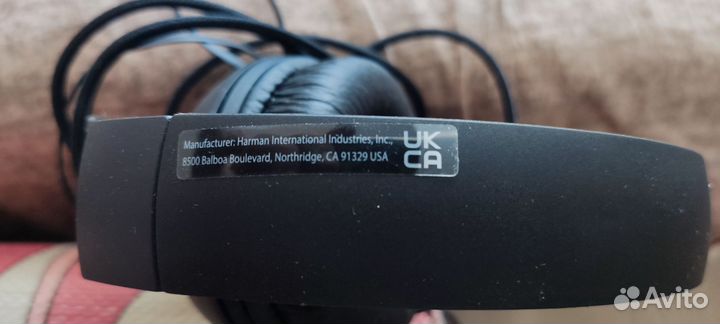 Manufacturer: Harman International Industries, Inc.,
8500 Balboa Boulevard, Northridge, CA 91329 USA
UK
CA
Avito